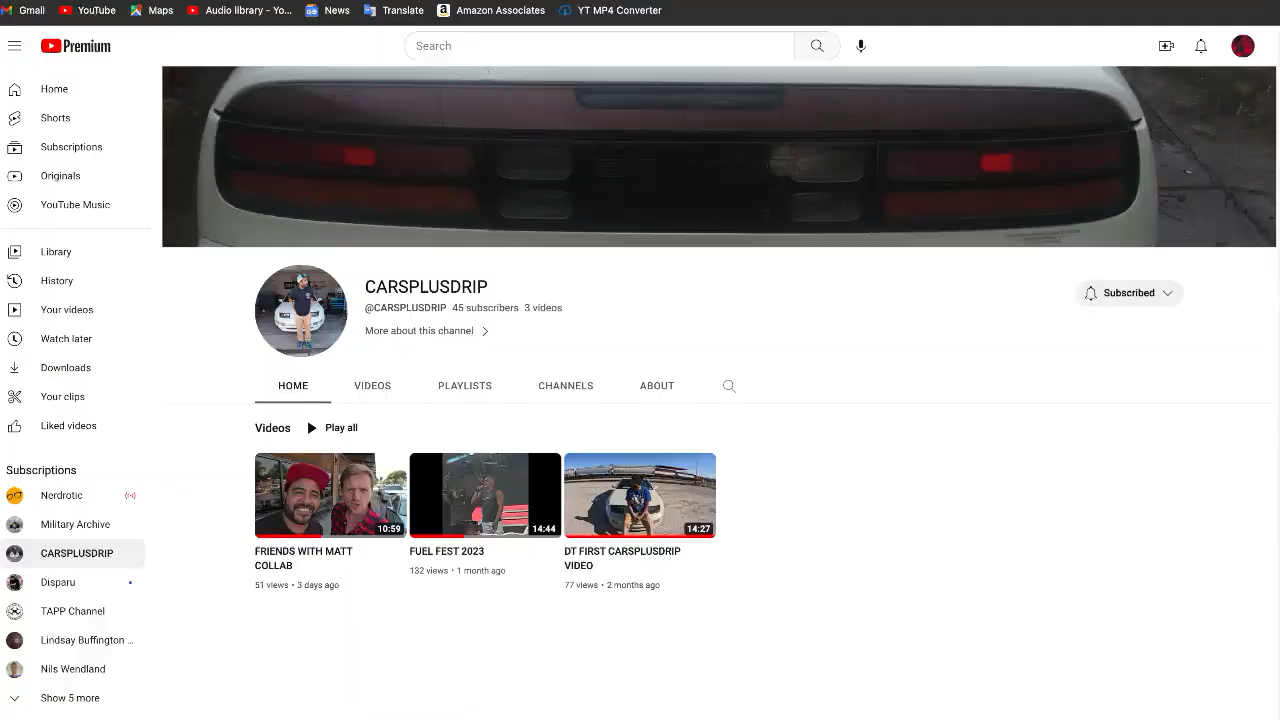 Gmail YouTube Maps Audio library – Yo... News Translate Amazon Associates YT MP4 Converter
Premium Search
Home
Shorts
Subscriptions
Originals
YouTube Music
Library
History
Your videos
Watch later
Downloads
Your clips
Liked videos
Subscriptions
Nerdrotic
Military Archive
CARSPLUSDRIP
Disparu
TAPP Channel
Lindsay Buffington ...
Nils Wendland
Show 5 more
CARSPLUSDRIP
@CARSPLUSDRIP 45 subscribers 3 videos
More about this channel
Subscribed
HOME VIDEOS PLAYLISTS CHANNELS ABOUT
Videos Play all
10:59 14:44 14:27
FRIENDS WITH MATT
COLLAB
51 views • 3 days ago
FUEL FEST 2023
132 views • 1 month ago
DT FIRST CARSPLUSDRIP
VIDEO
77 views • 2 months ago